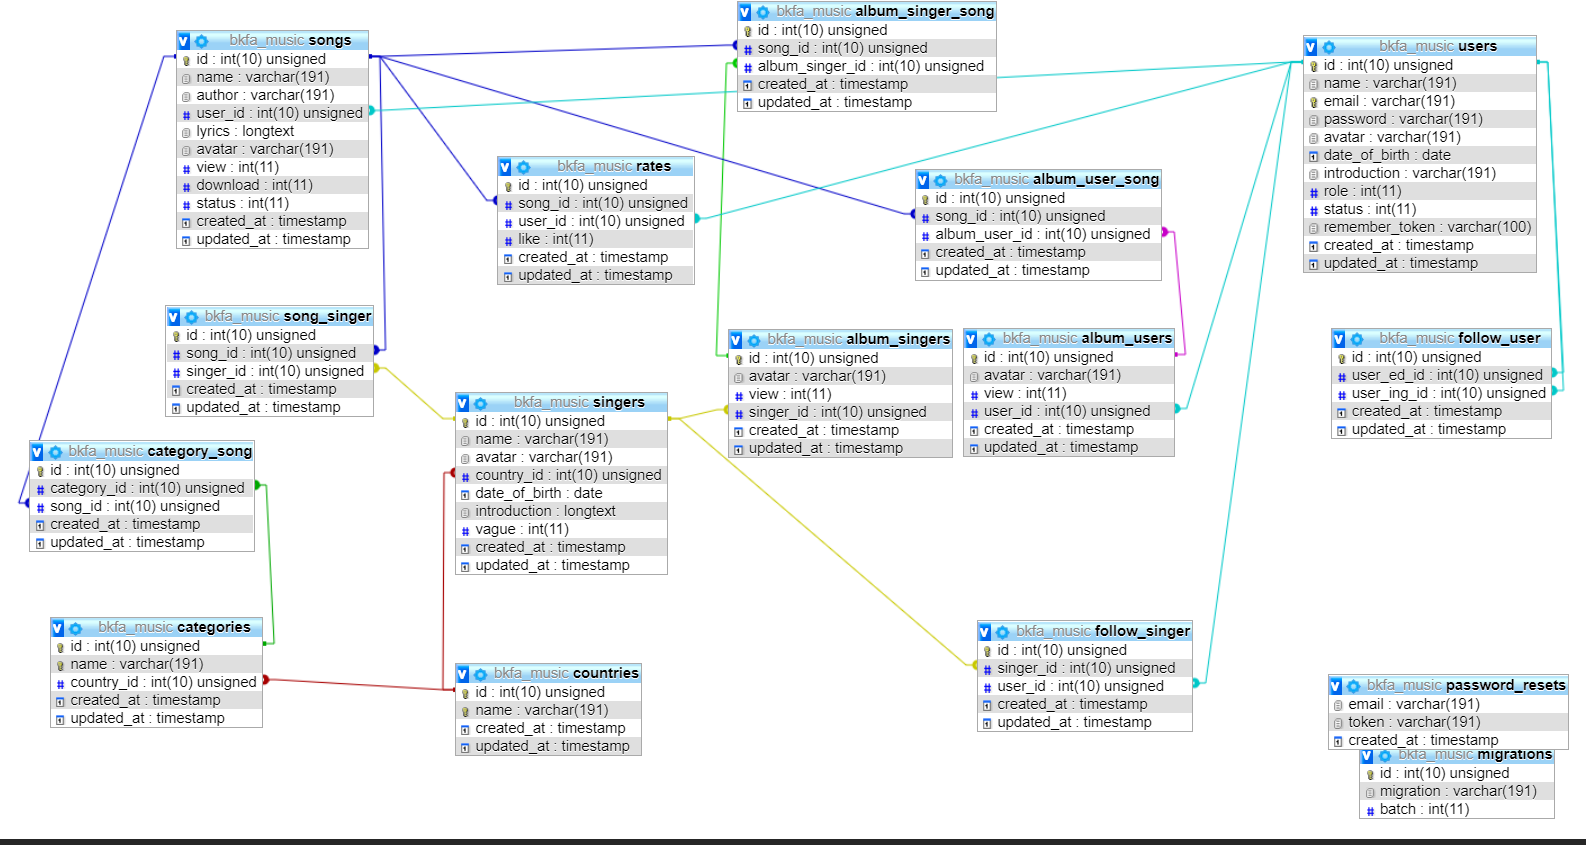 bkfa_music songs
id : int(10) unsigned
name : varchar(191)
author : varchar(191)
user_id : int(10) unsigned
lyrics : longtext
avatar : varchar(191)
view : int(11)
download : int(11)
status : int(11)
created_at : timestamp
updated_at : timestamp
bkfa_music album_singer_song
id : int(10) unsigned
song_id : int(10) unsigned
album_singer_id : int(10) unsigned
created_at : timestamp
updated_at : timestamp
bkfa_music users
id : int(10) unsigned
name : varchar(191)
email : varchar(191)
password : varchar(191)
avatar : varchar(191)
date_of_birth : date
introduction : varchar(191)
role : int(11)
status : int(11)
remember_token : varchar(100)
created_at : timestamp
updated_at : timestamp
bkfa_music rates
id : int(10) unsigned
song_id : int(10) unsigned
user_id : int(10) unsigned
like : int(11)
created_at : timestamp
updated_at : timestamp
bkfa_music album_user_song
id : int(10) unsigned
song_id : int(10) unsigned
album_user_id : int(10) unsigned
created_at : timestamp
updated_at : timestamp
bkfa_music song_singer
id : int(10) unsigned
song_id : int(10) unsigned
singer_id : int(10) unsigned
created_at : timestamp
updated_at : timestamp
bkfa_music album_singers
id : int(10) unsigned
avatar : varchar(191)
view : int(11)
singer_id : int(10) unsigned
created_at : timestamp
updated_at : timestamp
bkfa_music album_users
id : int(10) unsigned
avatar : varchar(191)
view : int(11)
user_id : int(10) unsigned
created_at : timestamp
updated_at : timestamp
bkfa_music follow_user
id : int(10) unsigned
user_ed_id : int(10) unsigned
user_ing_id : int(10) unsigned
created_at : timestamp
updated_at : timestamp
bkfa_music singers
id : int(10) unsigned
name : varchar(191)
avatar : varchar(191)
country_id : int(10) unsigned
date_of_birth : date
introduction : longtext
vague : int(11)
created_at : timestamp
updated_at : timestamp
bkfa_music category_song
id : int(10) unsigned
category_id : int(10) unsigned
song_id : int(10) unsigned
created_at : timestamp
updated_at : timestamp
bkfa_music categories
id : int(10) unsigned
name : varchar(191)
country_id : int(10) unsigned
created_at : timestamp
updated_at : timestamp
bkfa_music countries
id : int(10) unsigned
name : varchar(191)
created_at : timestamp
updated_at : timestamp
bkfa_music follow_singer
id : int(10) unsigned
singer_id : int(10) unsigned
user_id : int(10) unsigned
created_at : timestamp
updated_at : timestamp
bkfa_music password_resets
email : varchar(191)
token : varchar(191)
created_at : timestamp
bkfa_music migrations
id : int(10) unsigned
migration : varchar(191)
batch : int(11)